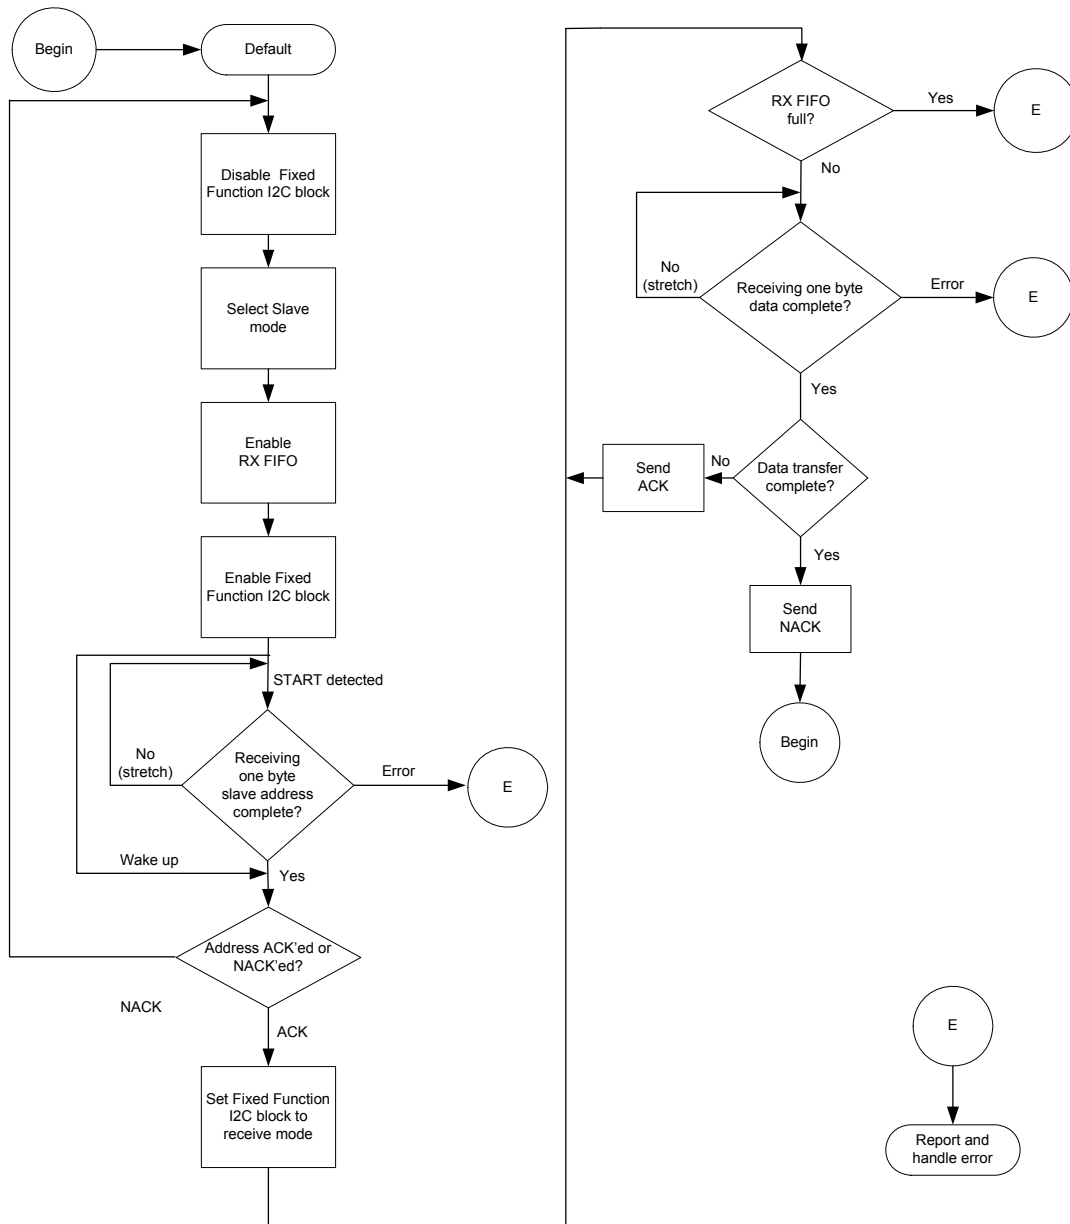 Begin
Default
Disable Fixed
Function I2C block
Select Slave
mode
Enable
RX FIFO
Enable Fixed
Function I2C block
START detected
No
(stretch)
Receiving
one byte
slave address
complete?
Error
E
Wake up
Yes
Address ACK'ed or
NACK'ed?
NACK
ACK
Set Fixed Function
I2C block to
receive mode
RX FIFO
full?
Yes
E
No
No
(stretch)
Receiving one byte
data complete?
Error
E
Yes
Send
ACK
No
Data transfer
complete?
Yes
Send
NACK
Begin
E
Report and
handle error